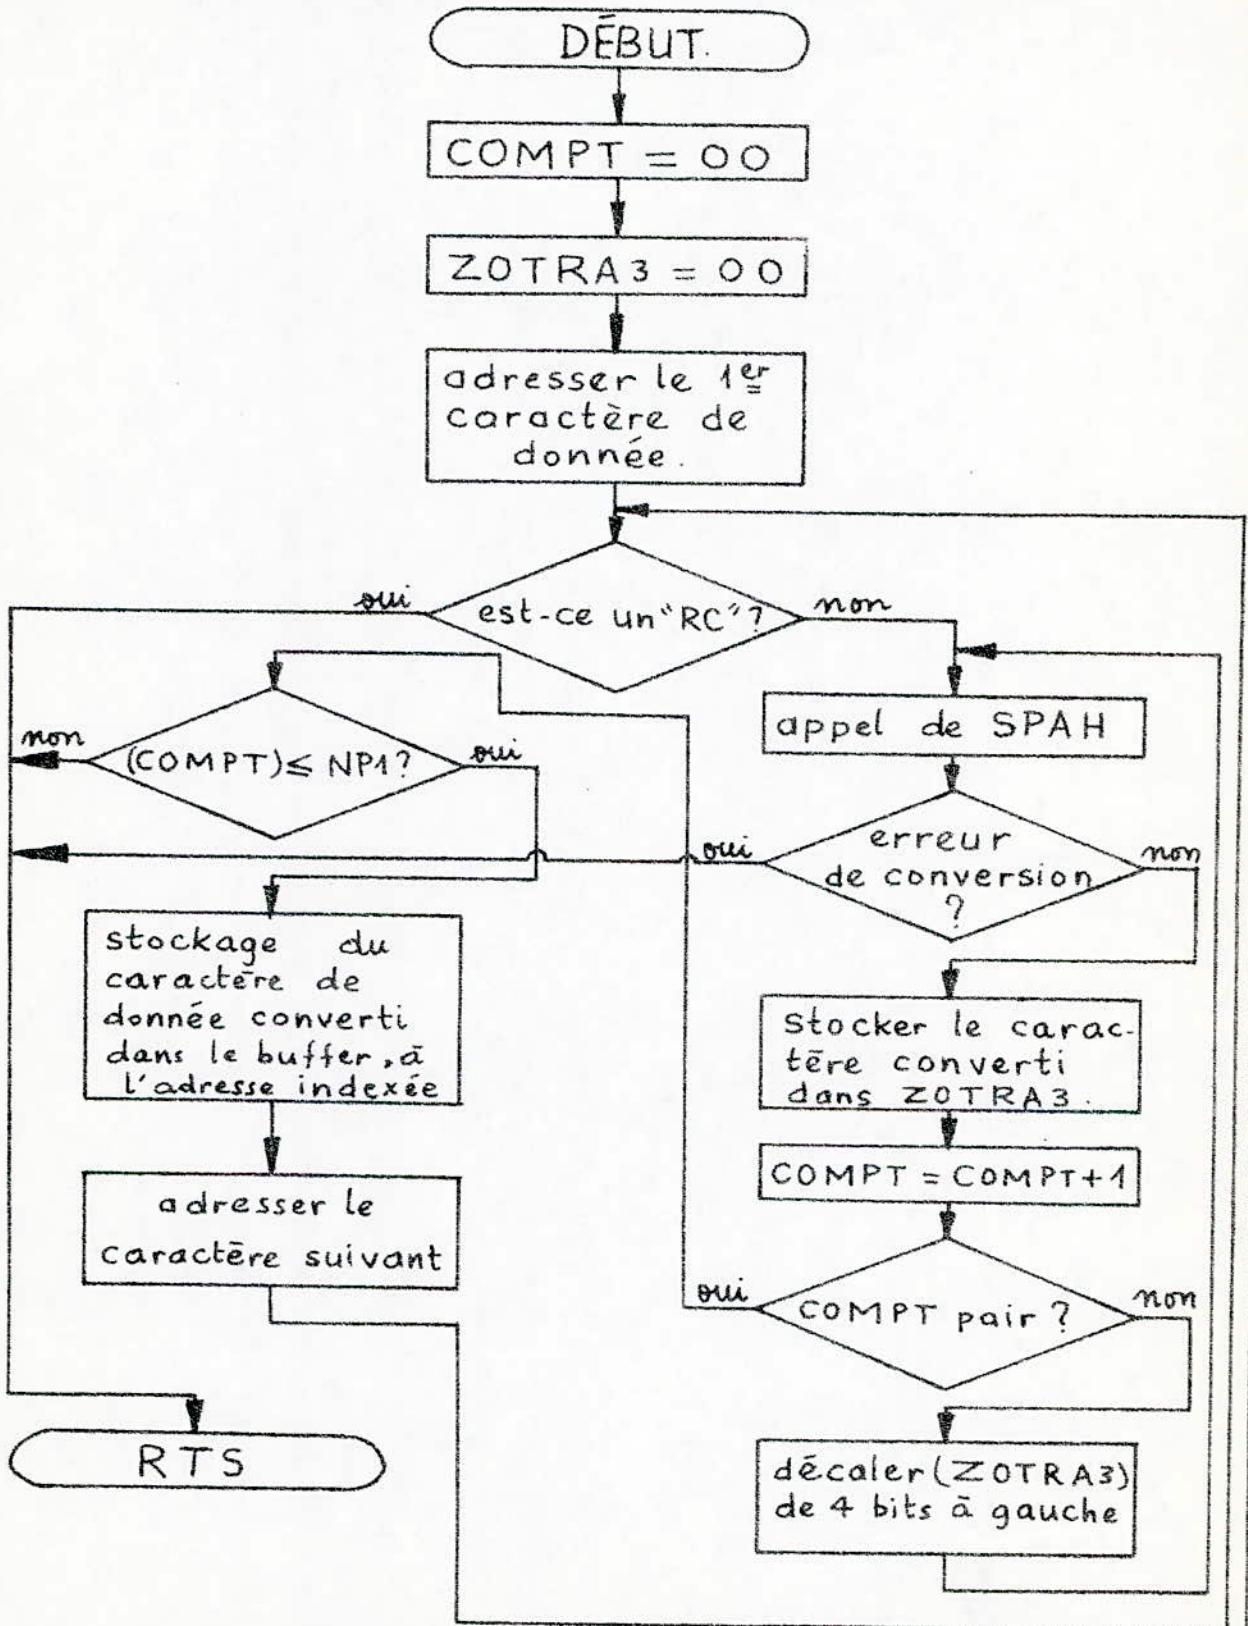 DÉBUT.
COMPT = 00
ZOTRA3 = 00
adresser le 1er
caractère de
donnée.
oui
est-ce un "RC" ?
non
non
(COMPT) ≤ NP1 ?
oui
appel de SPAH
oui
erreur
de conversion
?
non
stockage du
caractère de
donnée converti
dans le buffer, à
l'adresse indexée
Stocker le carac-
tère converti
dans ZOTRA3.
COMPT = COMPT+1
adresser le
caractère suivant
oui
COMPT pair ?
non
RTS
décaler (ZOTRA3)
de 4 bits à gauche